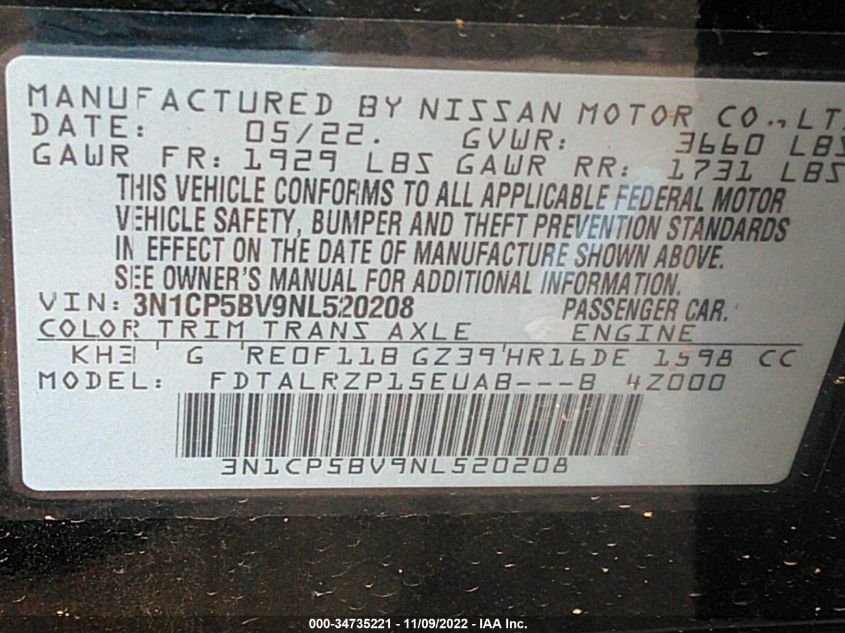 MANUFACTURED BY NISSAN MOTOR CO., LT
DATE: 05/22. GVWR: 3660 LBS
GAWR FR: 1929 LBS GAWR RR: 1731 LBS
THIS VEHICLE CONFORMS TO ALL APPLICABLE FEDERAL MOTOR
VEHICLE SAFETY, BUMPER AND THEFT PREVENTION STANDARDS
IN EFFECT ON THE DATE OF MANUFACTURE SHOWN ABOVE.
SEE OWNER'S MANUAL FOR ADDITIONAL INFORMATION.
VIN: 3N1CP5BV9NL520208 PASSENGER CAR.
COLOR TRIM TRANS AXLE ENGINE
KH3 G RE0F11B GZ39 HR16DE 1598 CC
MODEL: FDTALRZP15EUAB---B 4Z000
3N1CP5BV9NL520208
000-34735221 - 11/09/2022 - IAA Inc.